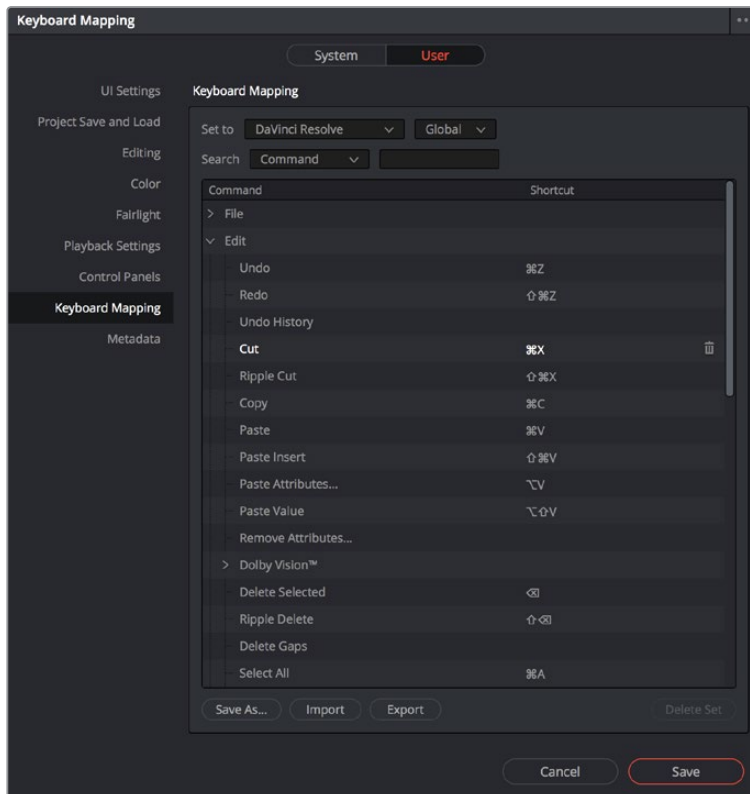 Keyboard Mapping
System User
UI Settings
Project Save and Load
Editing
Color
Fairlight
Playback Settings
Control Panels
Keyboard Mapping
Metadata
Keyboard Mapping
Set to DaVinci Resolve Global
Search Command
Command Shortcut
File
Edit
Undo ⌘Z
Redo ⇧⌘Z
Undo History
Cut ⌘X
Ripple Cut ⇧⌘X
Copy ⌘C
Paste ⌘V
Paste Insert ⇧⌘V
Paste Attributes... ⌥V
Paste Value ⌥⇧V
Remove Attributes...
Dolby Vision™
Delete Selected ⌫
Ripple Delete ⇧⌫
Delete Gaps
Select All ⌘A
Save As... Import Export Delete Set
Cancel Save